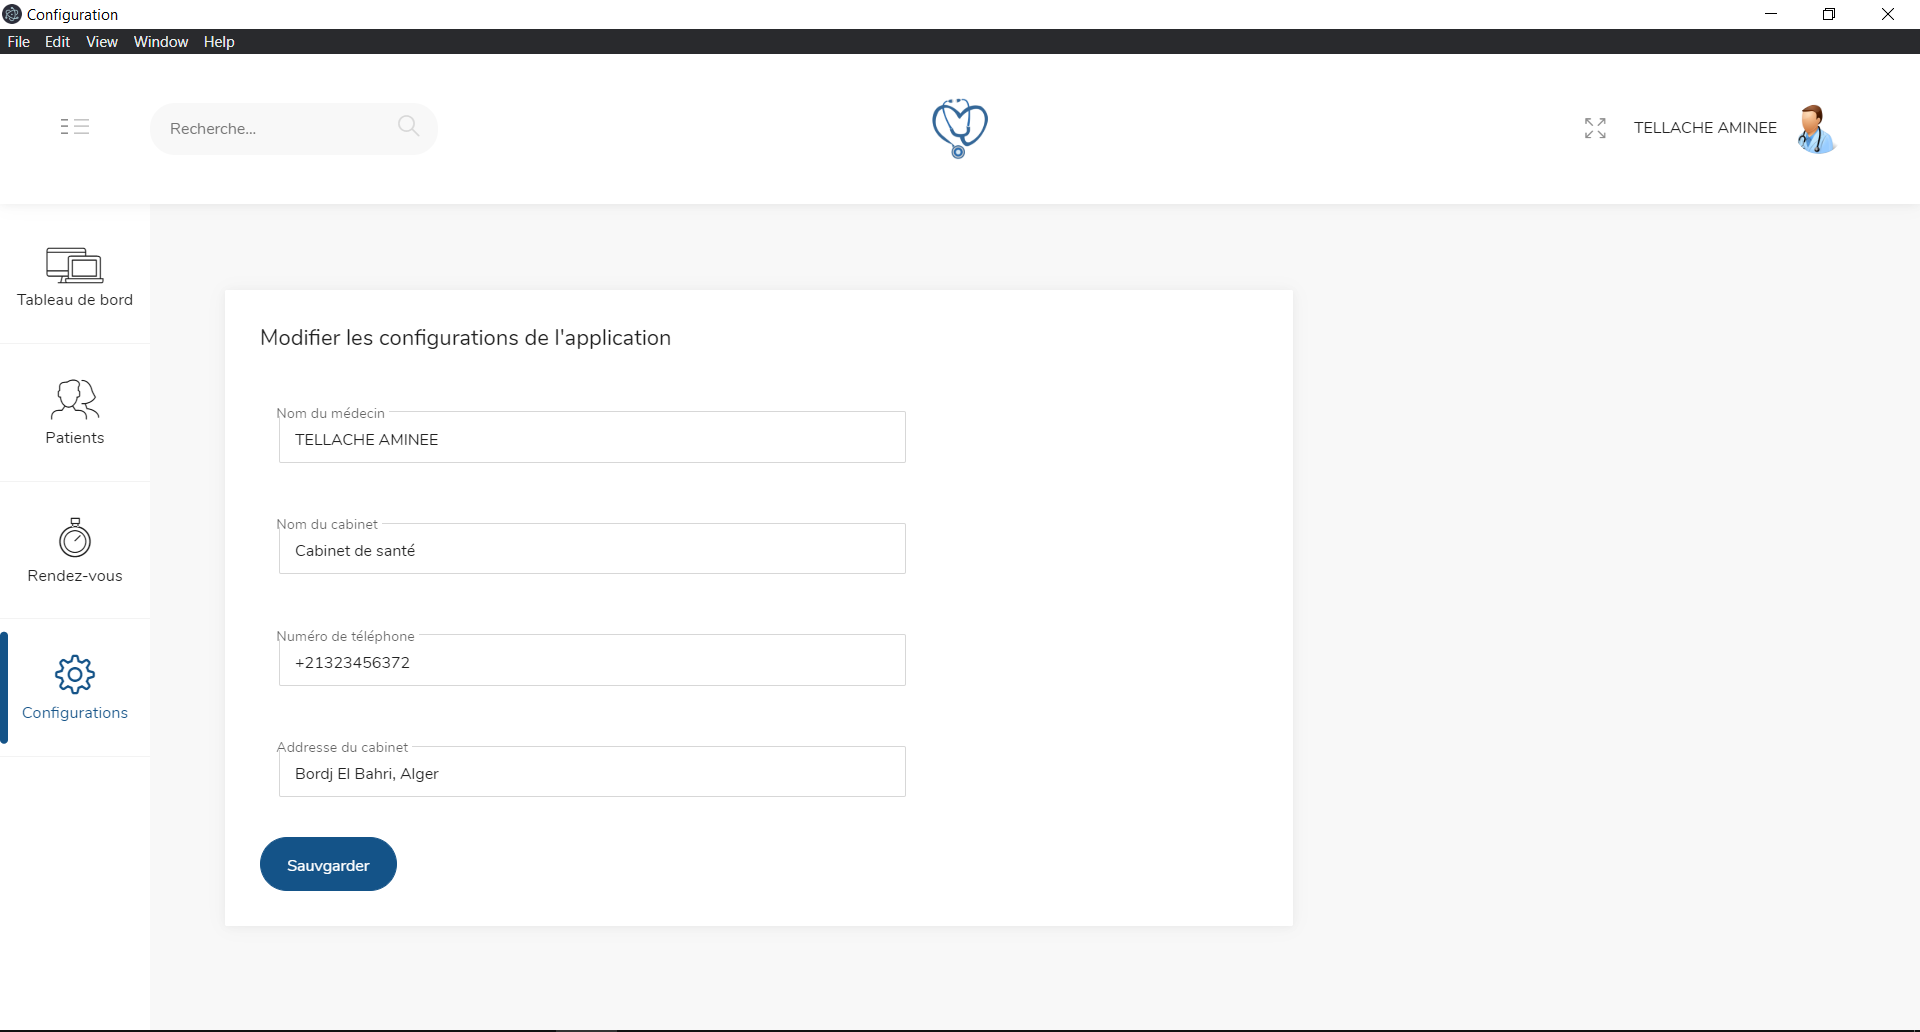 Configuration
File Edit View Window Help
Recherche...
TELLACHE AMINEE
Tableau de bord
Patients
Rendez-vous
Configurations
Modifier les configurations de l'application
Nom du médecin
TELLACHE AMINEE
Nom du cabinet
Cabinet de santé
Numéro de téléphone
+21323456372
Addresse du cabinet
Bordj El Bahri, Alger
Sauvgarder